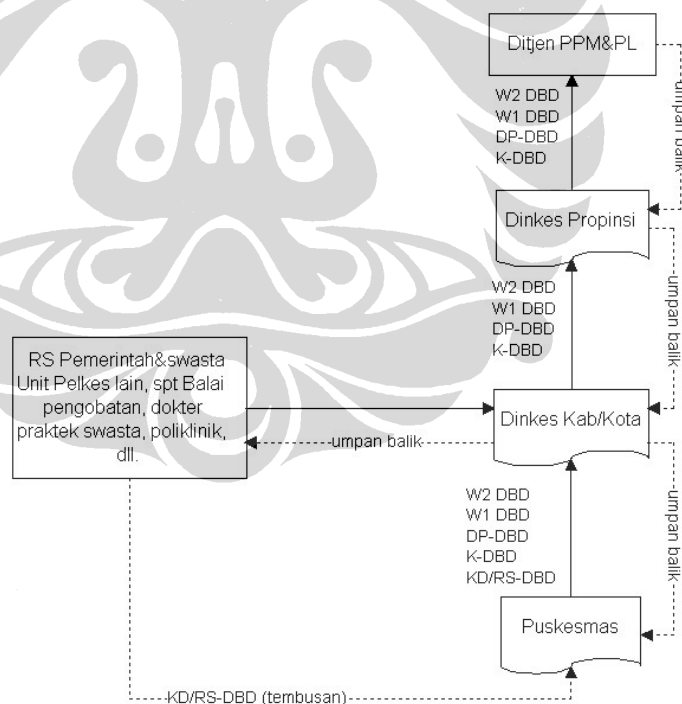 Ditjen PPM&PL
umpan balik
W2 DBD
W1 DBD
DP-DBD
K-DBD
Dinkes Propinsi
umpan balik
W2 DBD
W1 DBD
DP-DBD
K-DBD
RS Pemerintah&swasta
Unit Pelkes lain, spt Balai
pengobatan, dokter
praktek swasta, poliklinik,
dll.
umpan balik
Dinkes Kab/Kota
umpan balik
W2 DBD
W1 DBD
DP-DBD
K-DBD
KD/RS-DBD
Puskesmas
KD/RS-DBD (tembusan)